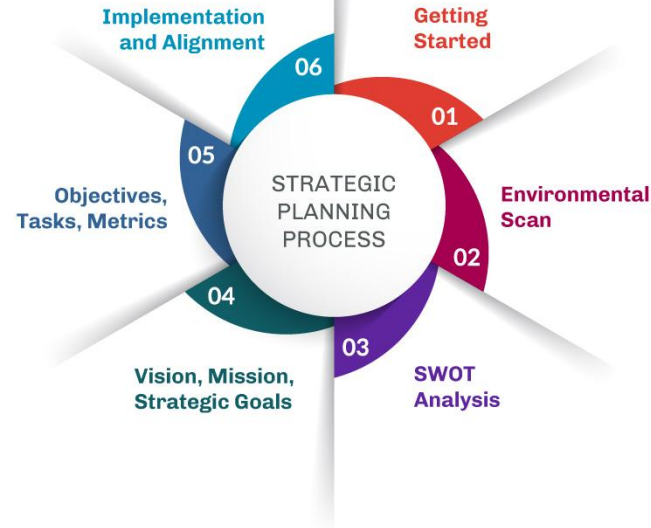 STRATEGIC
PLANNING
PROCESS
01
Getting
Started
02
Environmental
Scan
03
SWOT
Analysis
04
Vision, Mission,
Strategic Goals
05
Objectives,
Tasks, Metrics
06
Implementation
and Alignment